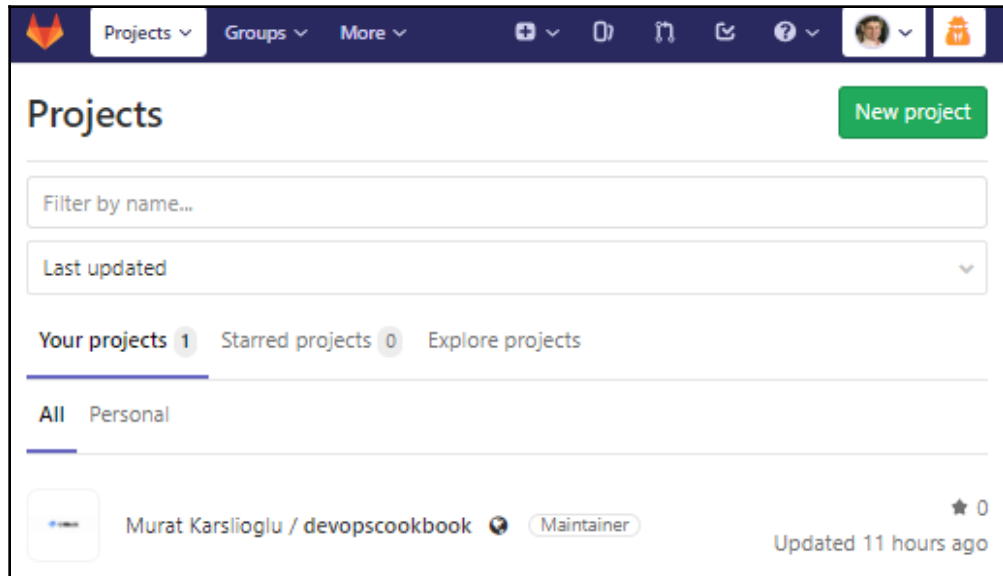 Projects Groups More
Projects
New project
Filter by name...
Last updated
Your projects 1 Starred projects 0 Explore projects
All Personal
Murat Karslioglu / devopscookbook Maintainer
0
Updated 11 hours ago